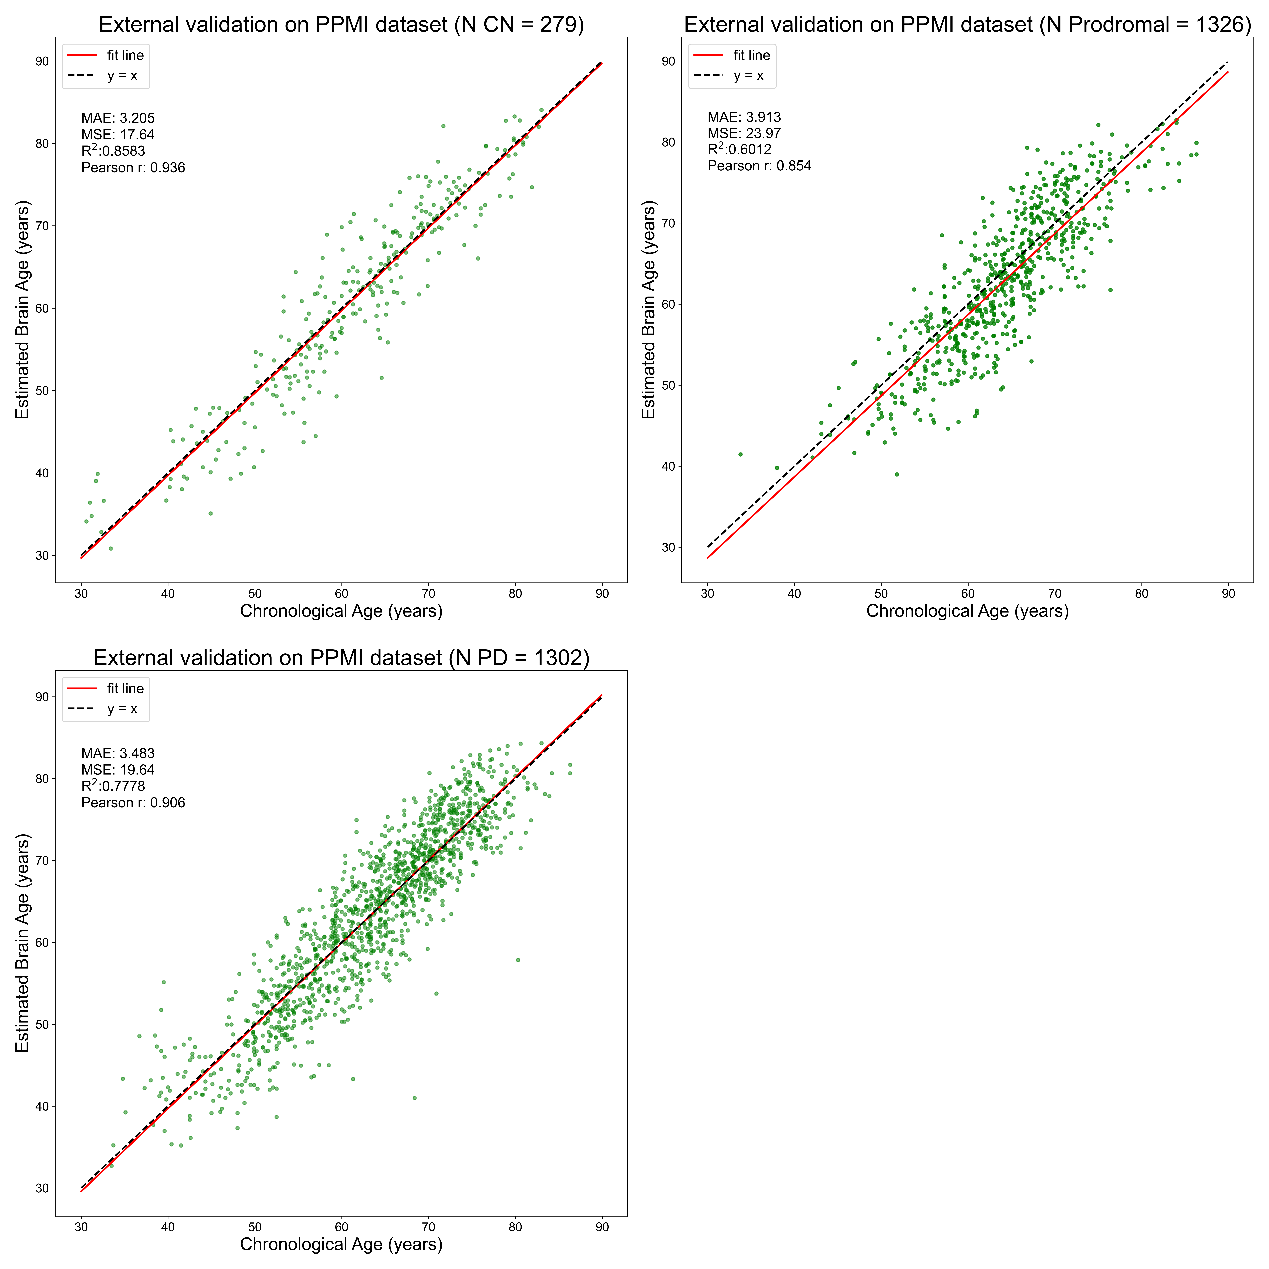 External validation on PPMI dataset (N CN = 279)
fit line
y = x
MAE: 3.205
MSE: 17.64
R²:0.8583
Pearson r: 0.936
Estimated Brain Age (years)
90
80
70
60
50
40
30
30 40 50 60 70 80 90
Chronological Age (years)
External validation on PPMI dataset (N Prodromal = 1326)
fit line
y = x
MAE: 3.913
MSE: 23.97
R²:0.6012
Pearson r: 0.854
Estimated Brain Age (years)
90
80
70
60
50
40
30
30 40 50 60 70 80 90
Chronological Age (years)
External validation on PPMI dataset (N PD = 1302)
fit line
y = x
MAE: 3.483
MSE: 19.64
R²:0.7778
Pearson r: 0.906
Estimated Brain Age (years)
90
80
70
60
50
40
30
30 40 50 60 70 80 90
Chronological Age (years)